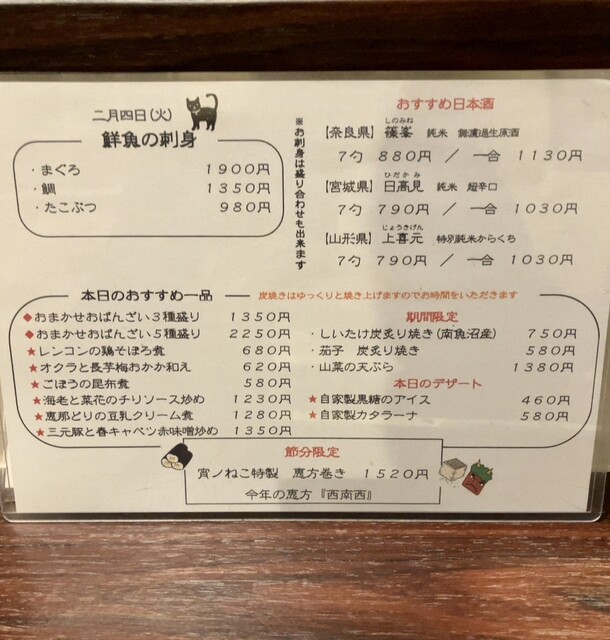 二月四日(火)
鮮魚の刺身
・まぐろ 1900円
・鯛 1350円
・たこぶつ 980円
※お刺身は盛り合わせも出来ます
おすすめ日本酒
しのみね
【奈良県】 篠峯 純米 無濾過生原酒
7勺 880円 / 一合 1130円
ひだかみ
【宮城県】 日高見 純米 超辛口
7勺 790円 / 一合 1030円
じょうきげん
【山形県】 上喜元 特別純米からくち
7勺 790円 / 一合 1030円
本日のおすすめ一品
炭焼きはゆっくりと焼き上げますのでお時間をいただきます
◆おまかせおばんざい3種盛り 1350円
◆おまかせおばんざい5種盛り 2250円
★レンコンの鶏そぼろ煮 680円
★オクラと長芋梅おかか和え 620円
★ごぼうの昆布煮 580円
★海老と菜花のチリソース炒め 1230円
★恵那どりの豆乳クリーム煮 1280円
★三元豚と春キャベツ赤味噌炒め 1350円
期間限定
・しいたけ炭炙り焼き(南魚沼産) 750円
・茄子 炭炙り焼き 580円
・山菜の天ぷら 1380円
本日のデザート
★自家製黒糖のアイス 460円
★自家製カタラーナ 580円
節分限定
宵ノねこ特製 恵方巻き 1520円
今年の恵方『西南西』